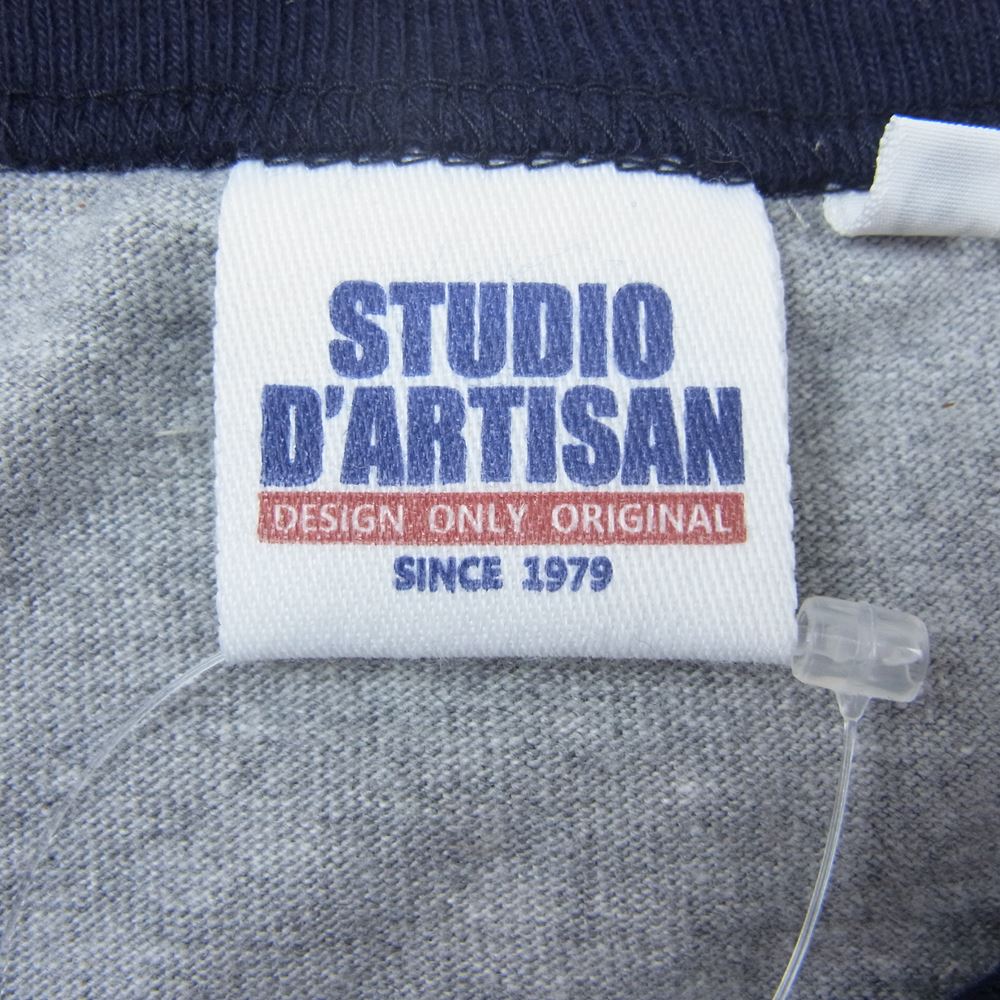 STUDIO
D'ARTISAN
DESIGN ONLY ORIGINAL
SINCE 1979